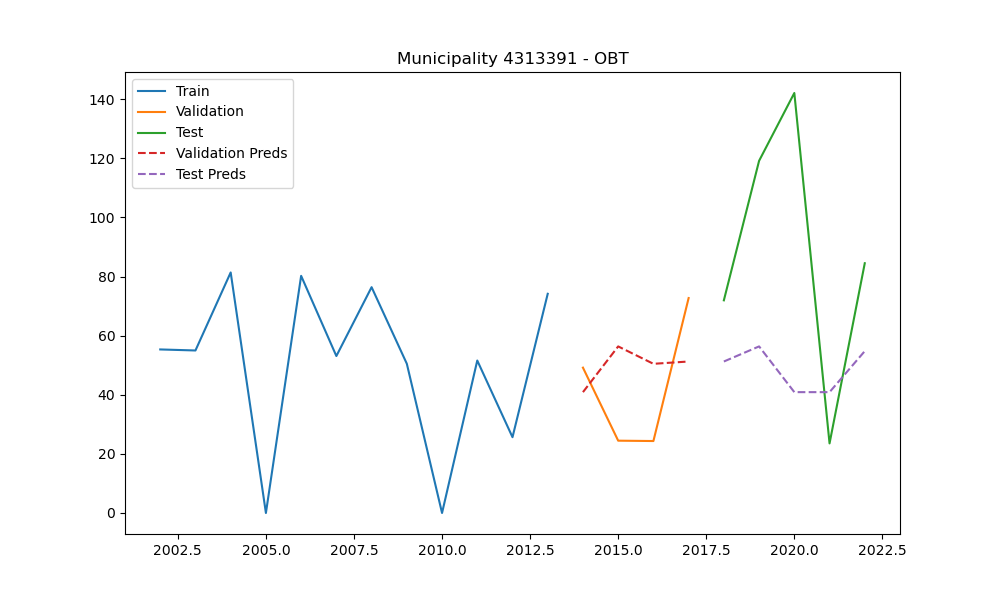 Municipality 4313391 - OBT
Train
Validation
Test
Validation Preds
Test Preds
140
120
100
80
60
40
20
0
2002.5 2005.0 2007.5 2010.0 2012.5 2015.0 2017.5 2020.0 2022.5